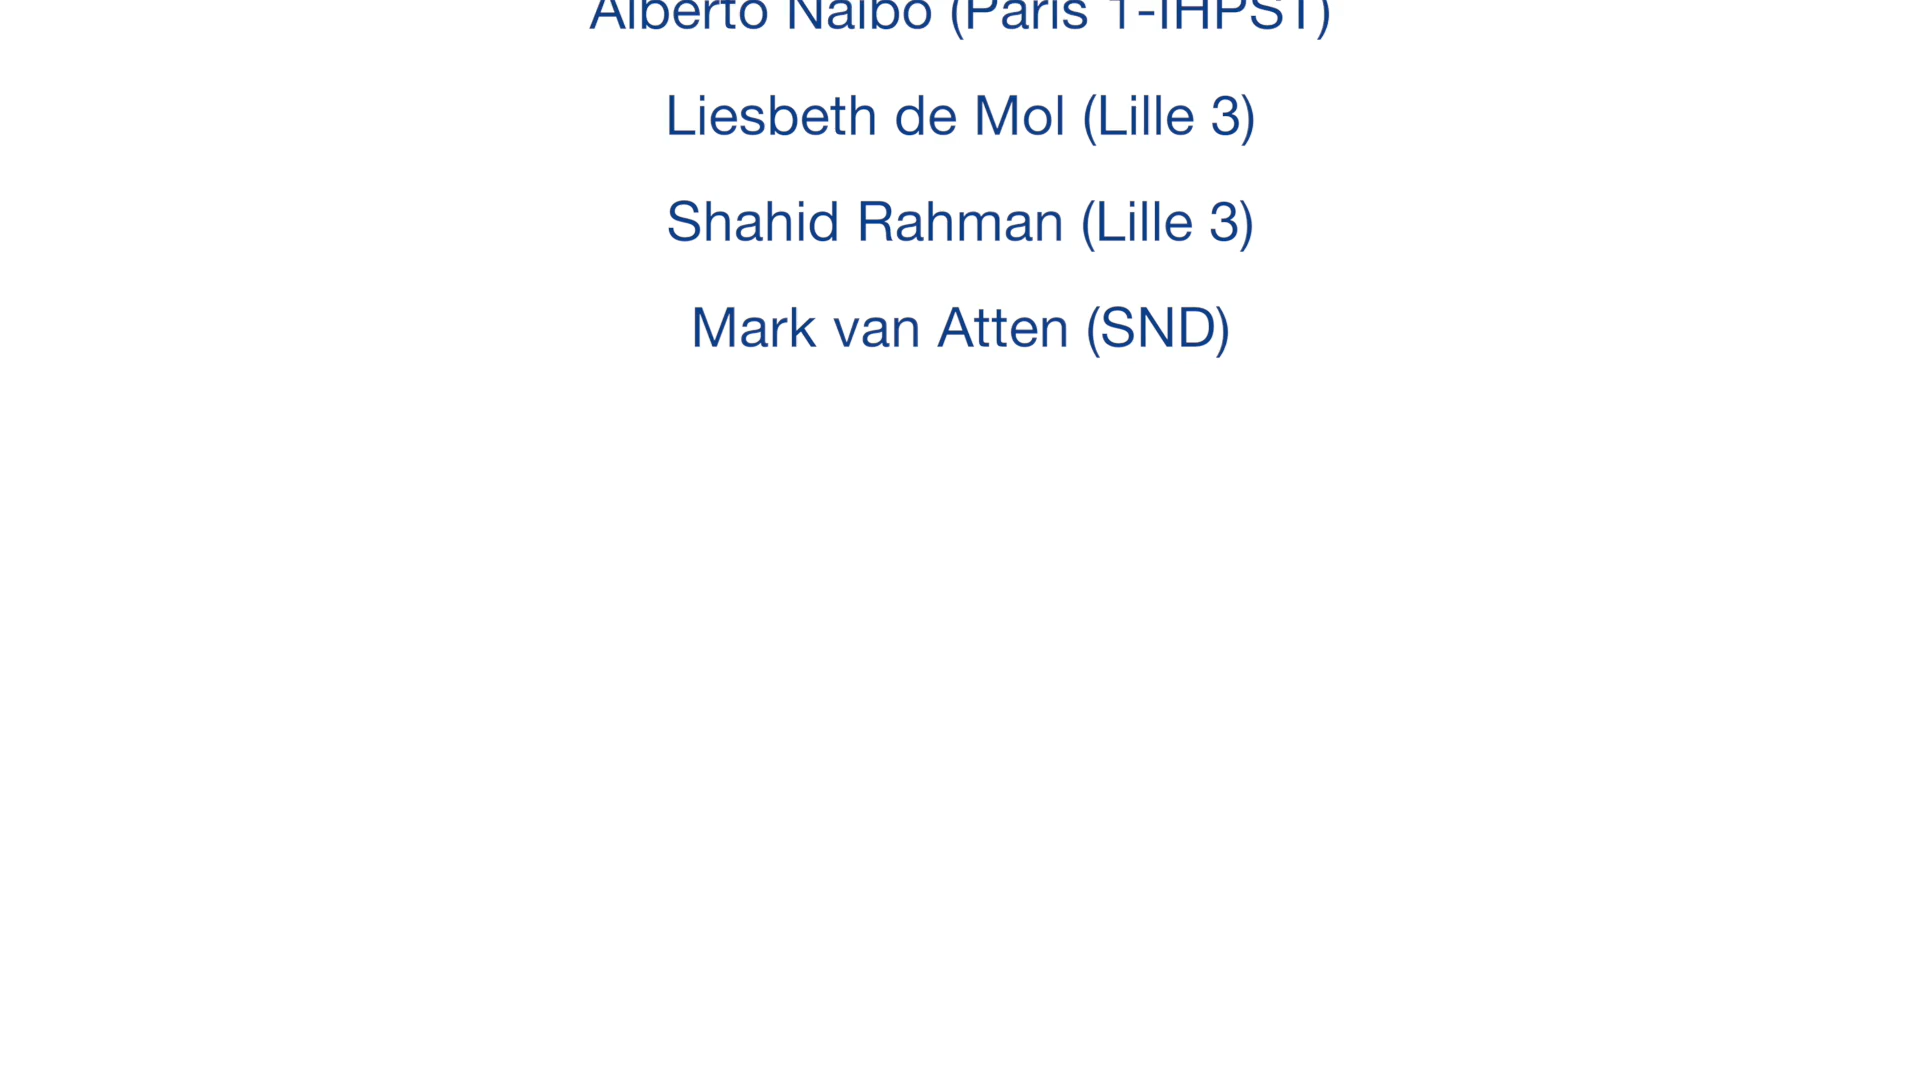 Alberto Naibo (Paris 1-IHPST)
Liesbeth de Mol (Lille 3)
Shahid Rahman (Lille 3)
Mark van Atten (SND)